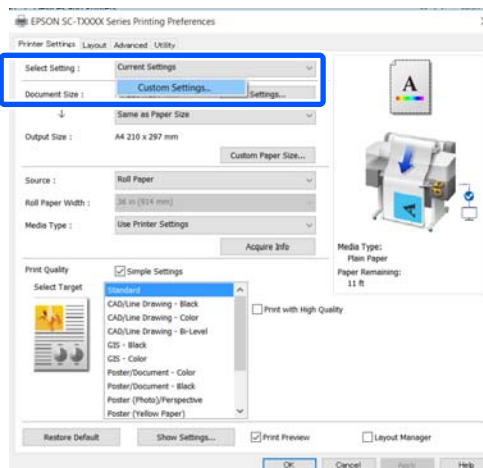 EPSON SC-TXXXX Series Printing Preferences
Printer Settings Layout Advanced Utility
Select Setting : Current Settings
Custom Settings...
Document Size : Settings...
Same as Paper Size
Output Size : A4 210 x 297 mm
Custom Paper Size...
Source : Roll Paper
Roll Paper Width : 36 in (914 mm)
Media Type : Use Printer Settings
Acquire Info
A
Media Type:
Plain Paper
Paper Remaining:
11 ft
Print Quality Simple Settings
Select Target
Standard
CAD/Line Drawing - Black
CAD/Line Drawing - Color
CAD/Line Drawing - Bi-Level
GIS - Black
GIS - Color
Poster/Document - Color
Poster/Document - Black
Poster (Photo)/Perspective
Poster (Yellow Paper)
Print with High Quality
Restore Default Show Settings... Print Preview Layout Manager
OK Cancel Apply Help